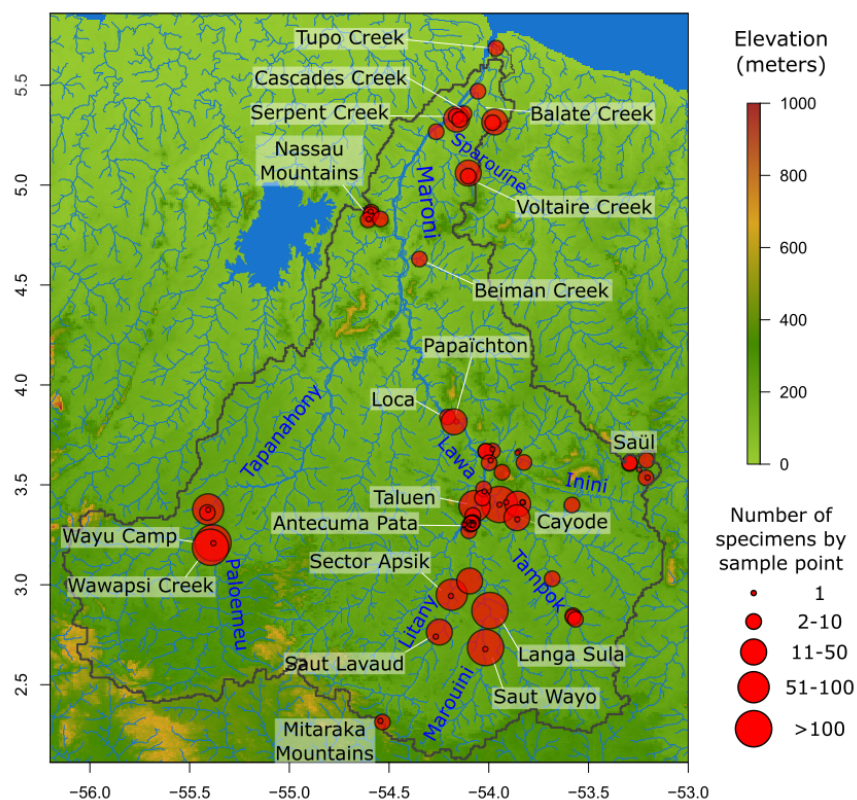 Tupo Creek
Cascades Creek
Serpent Creek
Balate Creek
Nassau
Mountains
Sparouine
Maroni
Voltaire Creek
Beiman Creek
Papaïchton
Loca
Lawa
Tapanahony
Saül
Inini
Taluen
Antecuma Pata
Cayode
Wayu Camp
Wawapsi Creek
Paloemeu
Sector Apsik
Tampok
Litany
Saut Lavaud
Langa Sula
Marouini
Saut Wayo
Mitaraka
Mountains
5.5
5.0
4.5
4.0
3.5
3.0
2.5
−56.0
−55.5
−55.0
−54.5
−54.0
−53.5
−53.0
Elevation
(meters)
1000
800
600
400
200
0
Number of
specimens by
sample point
1
2-10
11-50
51-100
>100